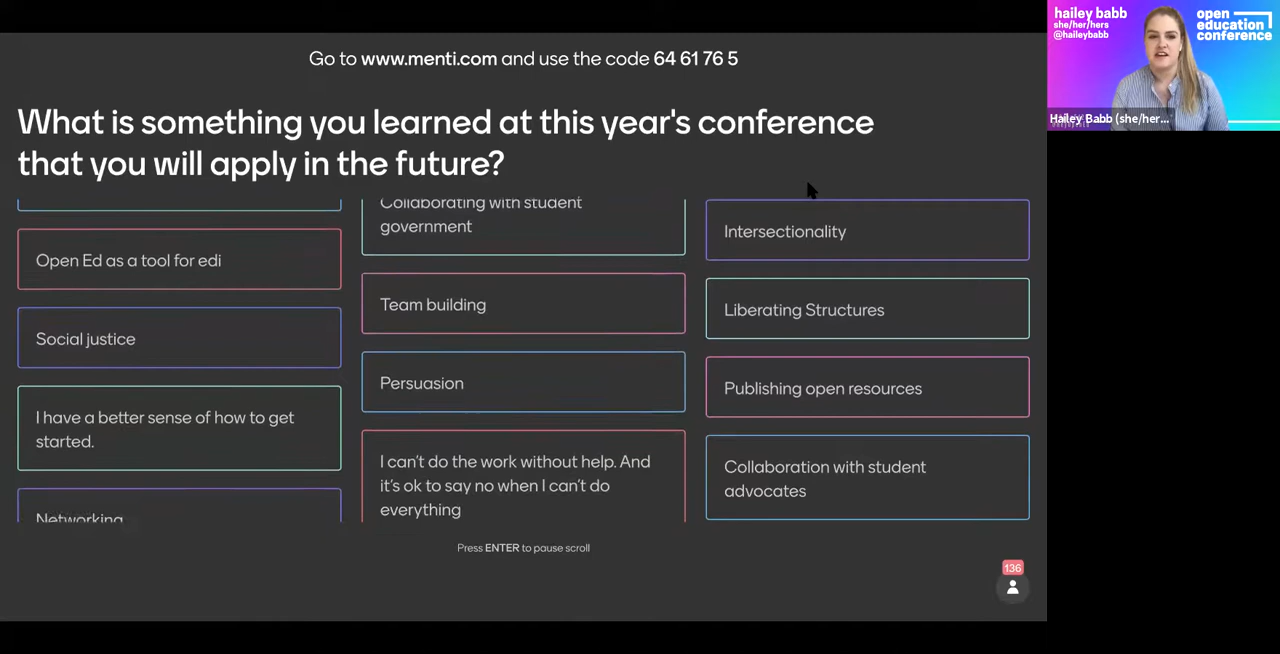 Go to www.menti.com and use the code 64 61 76 5
What is something you learned at this year's conference
that you will apply in the future?
Open Ed as a tool for edi
Social justice
I have a better sense of how to get
started.
Networking
Collaborating with student
government
Team building
Persuasion
I can't do the work without help. And
it's ok to say no when I can't do
everything
Intersectionality
Liberating Structures
Publishing open resources
Collaboration with student
advocates
Press ENTER to pause scroll
136
hailey babb
she/her/hers
@haileybabb
open
education
conference
Hailey Babb (she/her...